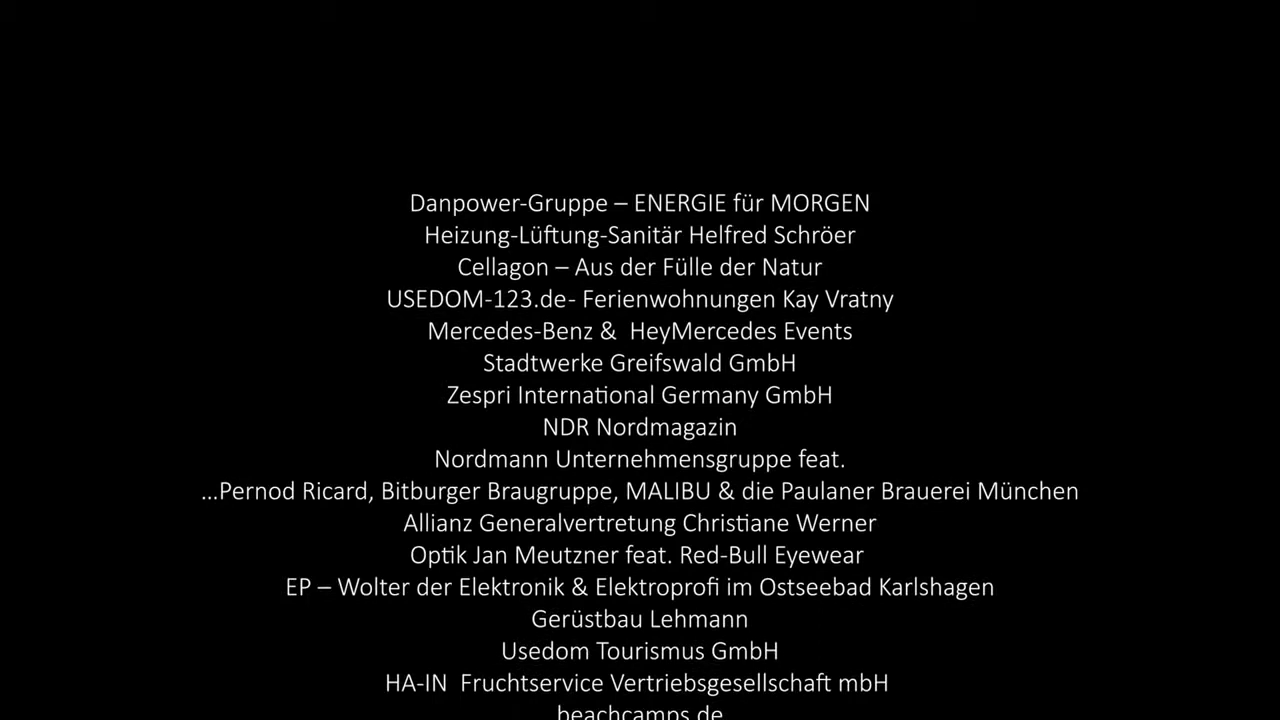 Danpower-Gruppe – ENERGIE für MORGEN
Heizung-Lüftung-Sanitär Helfred Schröer
Cellagon – Aus der Fülle der Natur
USEDOM-123.de- Ferienwohnungen Kay Vratny
Mercedes-Benz &  HeyMercedes Events
Stadtwerke Greifswald GmbH
Zespri International Germany GmbH
NDR Nordmagazin
Nordmann Unternehmensgruppe feat.
...Pernod Ricard, Bitburger Braugruppe, MALIBU & die Paulaner Brauerei München
Allianz Generalvertretung Christiane Werner
Optik Jan Meutzner feat. Red-Bull Eyewear
EP – Wolter der Elektronik & Elektroprofi im Ostseebad Karlshagen
Gerüstbau Lehmann
Usedom Tourismus GmbH
HA-IN  Fruchtservice Vertriebsgesellschaft mbH
beachcamps.de